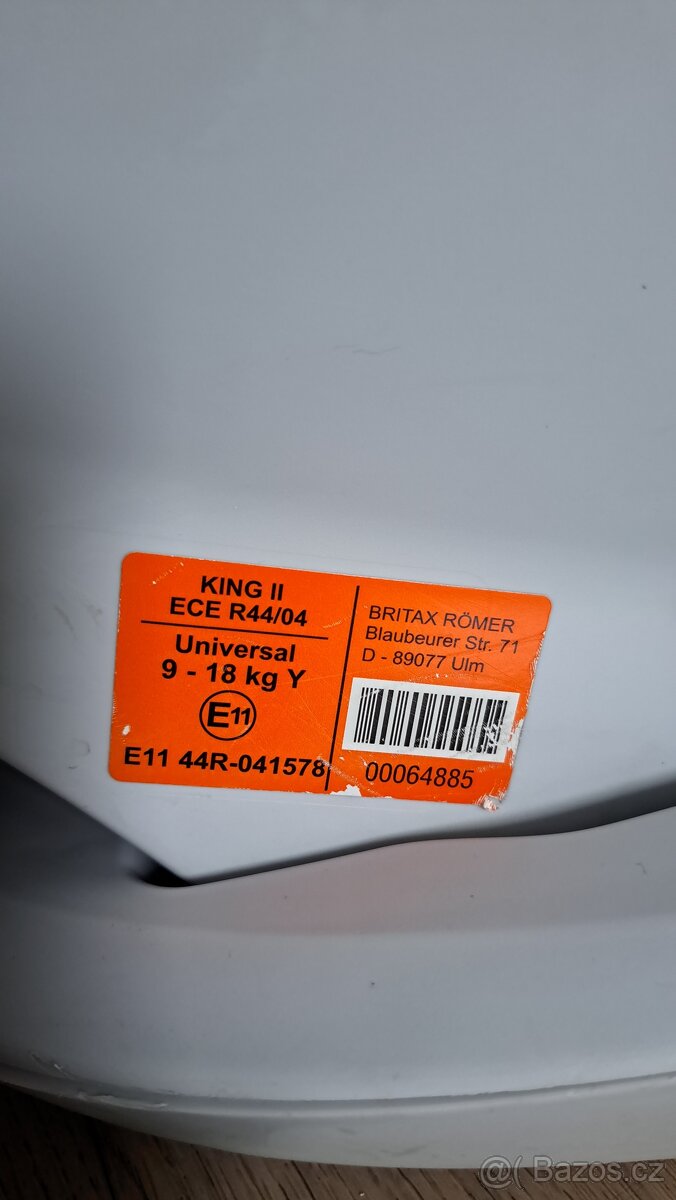 KING II
ECE R44/04
Universal
9 - 18 kg Y
E11
E11 44R-041578
BRITAX RÖMER
Blaubeurer Str. 71
D - 89077 Ulm
00064885
@( Bazos.cz